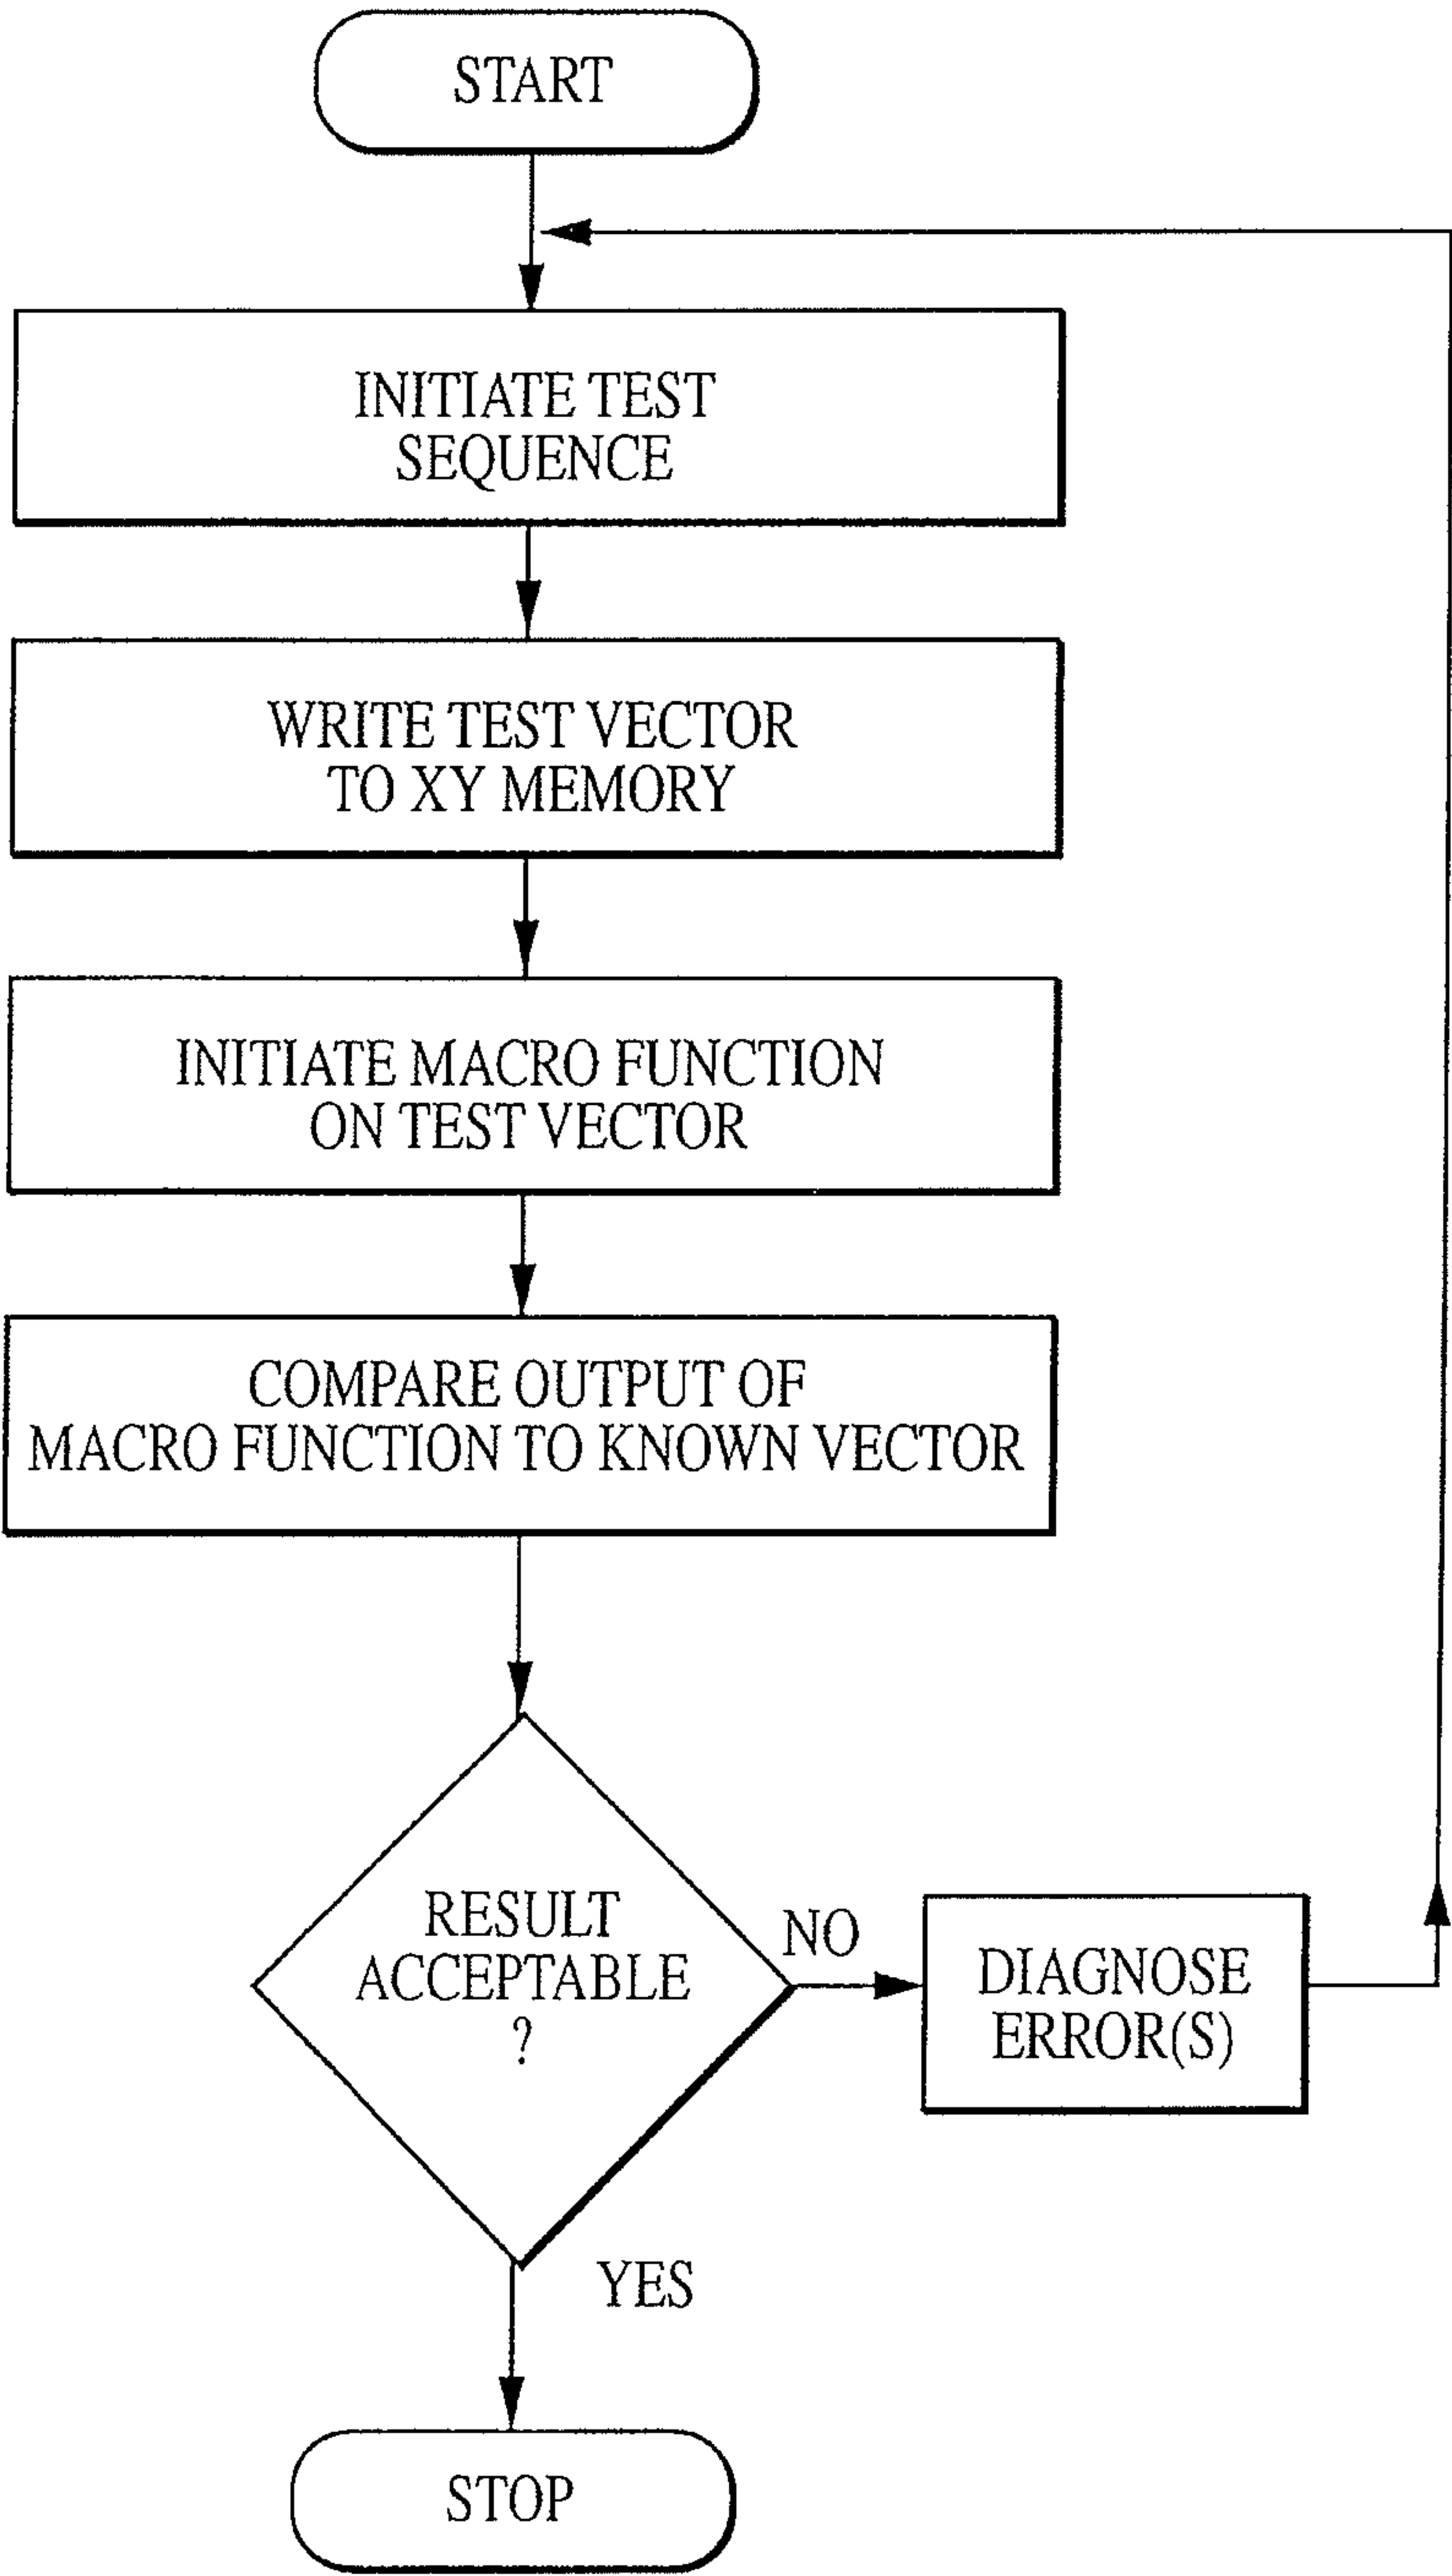 START
INITIATE TEST
SEQUENCE
WRITE TEST VECTOR
TO XY MEMORY
INITIATE MACRO FUNCTION
ON TEST VECTOR
COMPARE OUTPUT OF
MACRO FUNCTION TO KNOWN VECTOR
RESULT
ACCEPTABLE
?
NO
DIAGNOSE
ERROR(S)
YES
STOP